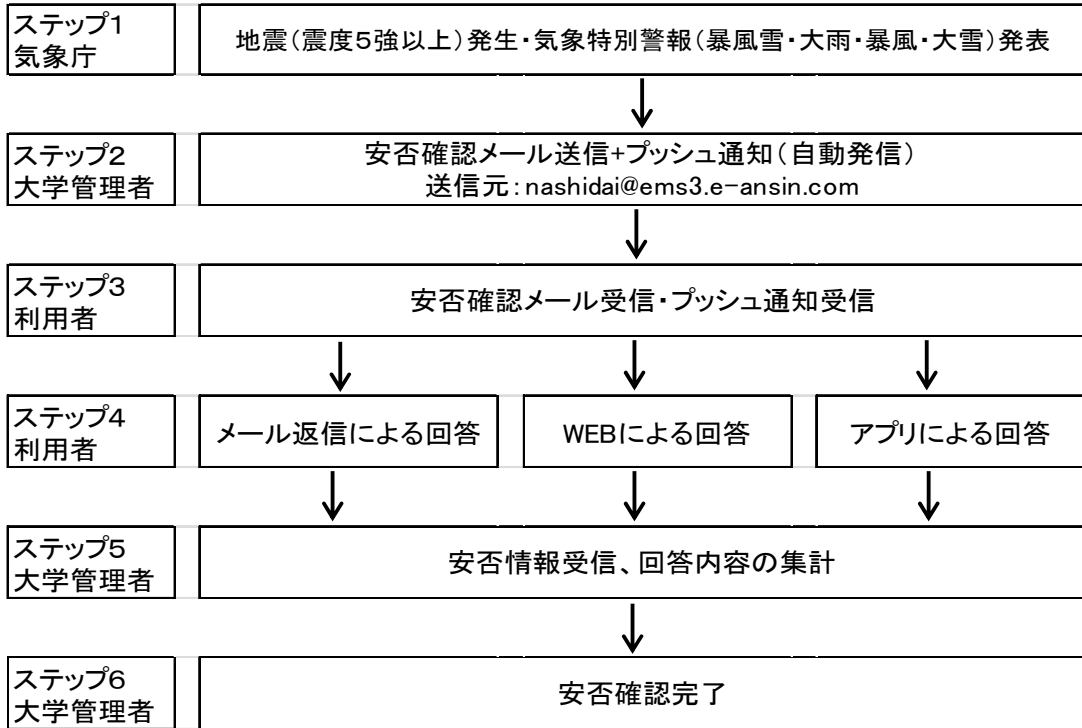 ステップ1
気象庁
地震（震度5強以上）発生・気象特別警報（暴風雪・大雨・暴風・大雪）発表
ステップ2
大学管理者
安否確認メール送信+プッシュ通知（自動発信）
送信元：nashidai@ems3.e-ansin.com
ステップ3
利用者
安否確認メール受信・プッシュ通知受信
ステップ4
利用者
メール返信による回答
WEBによる回答
アプリによる回答
ステップ5
大学管理者
安否情報受信、回答内容の集計
ステップ6
大学管理者
安否確認完了